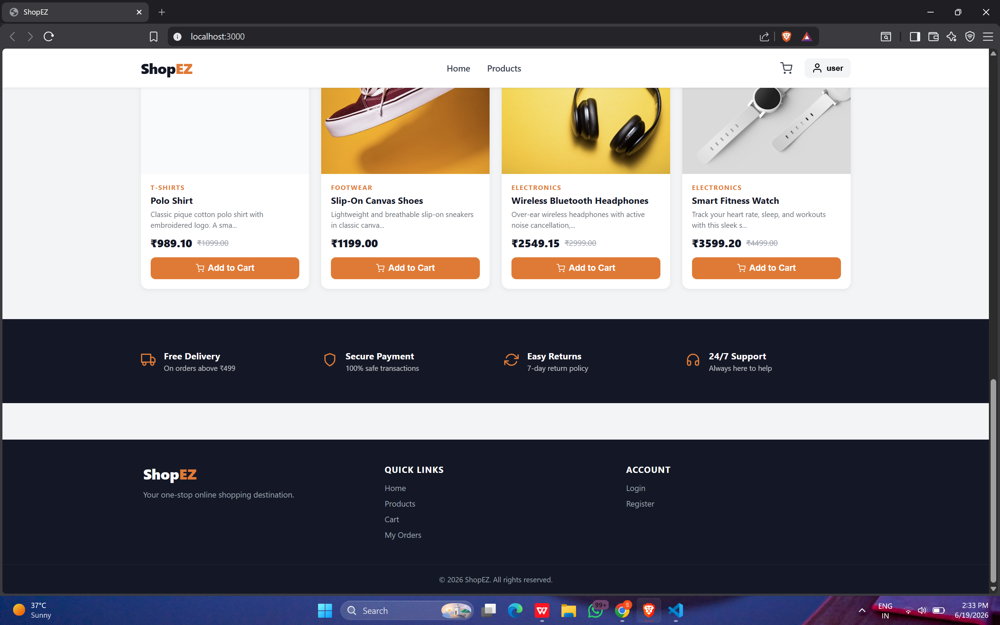 ShopEZ
localhost:3000
ShopEZ
Home
Products
user
T-SHIRTS
Polo Shirt
Classic pique cotton polo shirt with
embroidered logo. A sma...
₹989.10 ₹1099.00
Add to Cart
FOOTWEAR
Slip-On Canvas Shoes
Lightweight and breathable slip-on sneakers
in classic canva...
₹1199.00
Add to Cart
ELECTRONICS
Wireless Bluetooth Headphones
Over-ear wireless headphones with active
noise cancellation,...
₹2549.15 ₹2999.00
Add to Cart
ELECTRONICS
Smart Fitness Watch
Track your heart rate, sleep, and workouts
with this sleek s...
₹3599.20 ₹4499.00
Add to Cart
Free Delivery
On orders above ₹499
Secure Payment
100% safe transactions
Easy Returns
7-day return policy
24/7 Support
Always here to help
ShopEZ
Your one-stop online shopping destination.
QUICK LINKS
Home
Products
Cart
My Orders
ACCOUNT
Login
Register
© 2026 ShopEZ. All rights reserved.
37°C
Sunny
Search
99+
S
ENG
IN
2:33 PM
6/19/2026